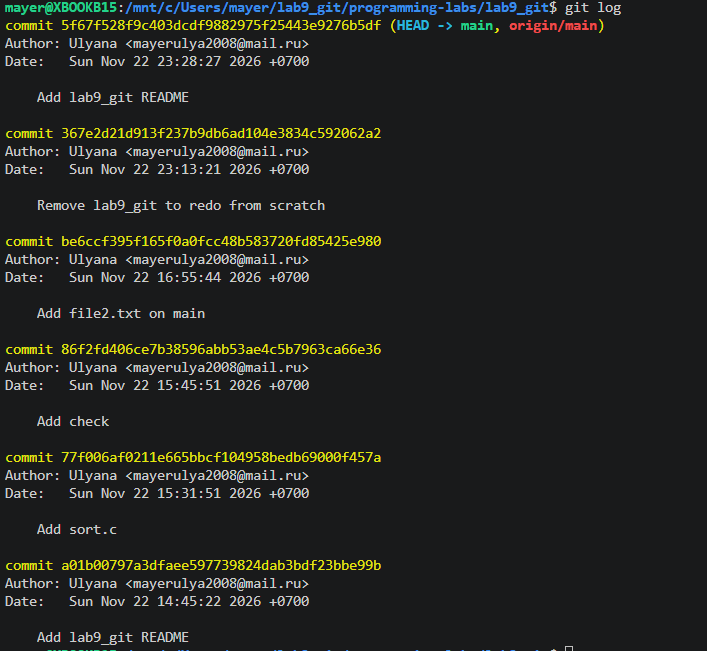 mayer@XBOOKB15:/mnt/c/Users/mayer/lab9_git/programming-labs/lab9_git$ git log
commit 5f67f528f9c403dcdf9882975f25443e9276b5df (HEAD -> main, origin/main)
Author: Ulyana <mayerulya2008@mail.ru>
Date:   Sun Nov 22 23:28:27 2026 +0700
    Add lab9_git README
commit 367e2d21d913f237b9db6ad104e3834c592062a2
Author: Ulyana <mayerulya2008@mail.ru>
Date:   Sun Nov 22 23:13:21 2026 +0700
    Remove lab9_git to redo from scratch
commit be6ccf395f165f0a0fcc48b583720fd85425e980
Author: Ulyana <mayerulya2008@mail.ru>
Date:   Sun Nov 22 16:55:44 2026 +0700
    Add file2.txt on main
commit 86f2fd406ce7b38596abb53ae4c5b7963ca66e36
Author: Ulyana <mayerulya2008@mail.ru>
Date:   Sun Nov 22 15:45:51 2026 +0700
    Add check
commit 77f006af0211e665bbcf104958bedb69000f457a
Author: Ulyana <mayerulya2008@mail.ru>
Date:   Sun Nov 22 15:31:51 2026 +0700
    Add sort.c
commit a01b00797a3dfaee597739824dab3bdf23bbe99b
Author: Ulyana <mayerulya2008@mail.ru>
Date:   Sun Nov 22 14:45:22 2026 +0700
    Add lab9_git README